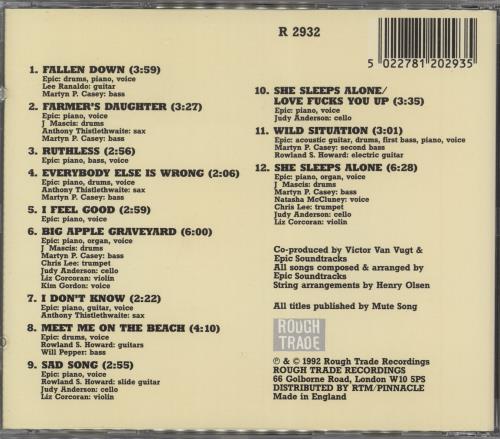 R 2932
5 022781 202935
1. FALLEN DOWN (3:59)
Epic: drums, piano, voice
Lee Ranaldo: guitar
Martyn P. Casey: bass
2. FARMER'S DAUGHTER (3:27)
Epic: piano, voice
J Mascis: drums
Anthony Thistlethwaite: sax
Martyn P. Casey: bass
3. RUTHLESS (2:56)
Epic: piano, bass, voice
4. EVERYBODY ELSE IS WRONG (2:06)
Epic: piano, drums, voice
Anthony Thistlethwaite: sax
Martyn P. Casey: bass
5. I FEEL GOOD (2:59)
Epic: piano, voice
6. BIG APPLE GRAVEYARD (6:00)
Epic: piano, organ, voice
J Mascis: drums
Martyn P. Casey: bass
Chris Lee: trumpet
Judy Anderson: cello
Liz Corcoran: violin
Kim Gordon: voice
7. I DON'T KNOW (2:22)
Epic: piano, guitar, voice
Anthony Thistlethwaite: sax
8. MEET ME ON THE BEACH (4:10)
Epic: drums, voice
Rowland S. Howard: guitars
Will Pepper: bass
9. SAD SONG (2:55)
Epic: piano, voice
Rowland S. Howard: slide guitar
Judy Anderson: cello
Liz Corcoran: violin
10. SHE SLEEPS ALONE/
LOVE FUCKS YOU UP (3:35)
Epic: piano, voice
Judy Anderson: cello
11. WILD SITUATION (3:01)
Epic: acoustic guitar, drums, first bass, piano, voice
Martyn P. Casey: second bass
Rowland S. Howard: electric guitar
12. SHE SLEEPS ALONE (6:28)
Epic: piano, organ, voice
J Mascis: drums
Martyn P. Casey: bass
Natasha McCluney: voice
Chris Lee: trumpet
Judy Anderson: cello
Liz Corcoran: violin
Co-produced by Victor Van Vugt &
Epic Soundtracks
All songs composed & arranged by
Epic Soundtracks
String arrangements by Henry Olsen
All titles published by Mute Song
ROUGH
TRADE
℗ & © 1992 Rough Trade Recordings
ROUGH TRADE RECORDINGS
66 Golborne Road, London W10 5PS
DISTRIBUTED BY RTM/PINNACLE
Made in England